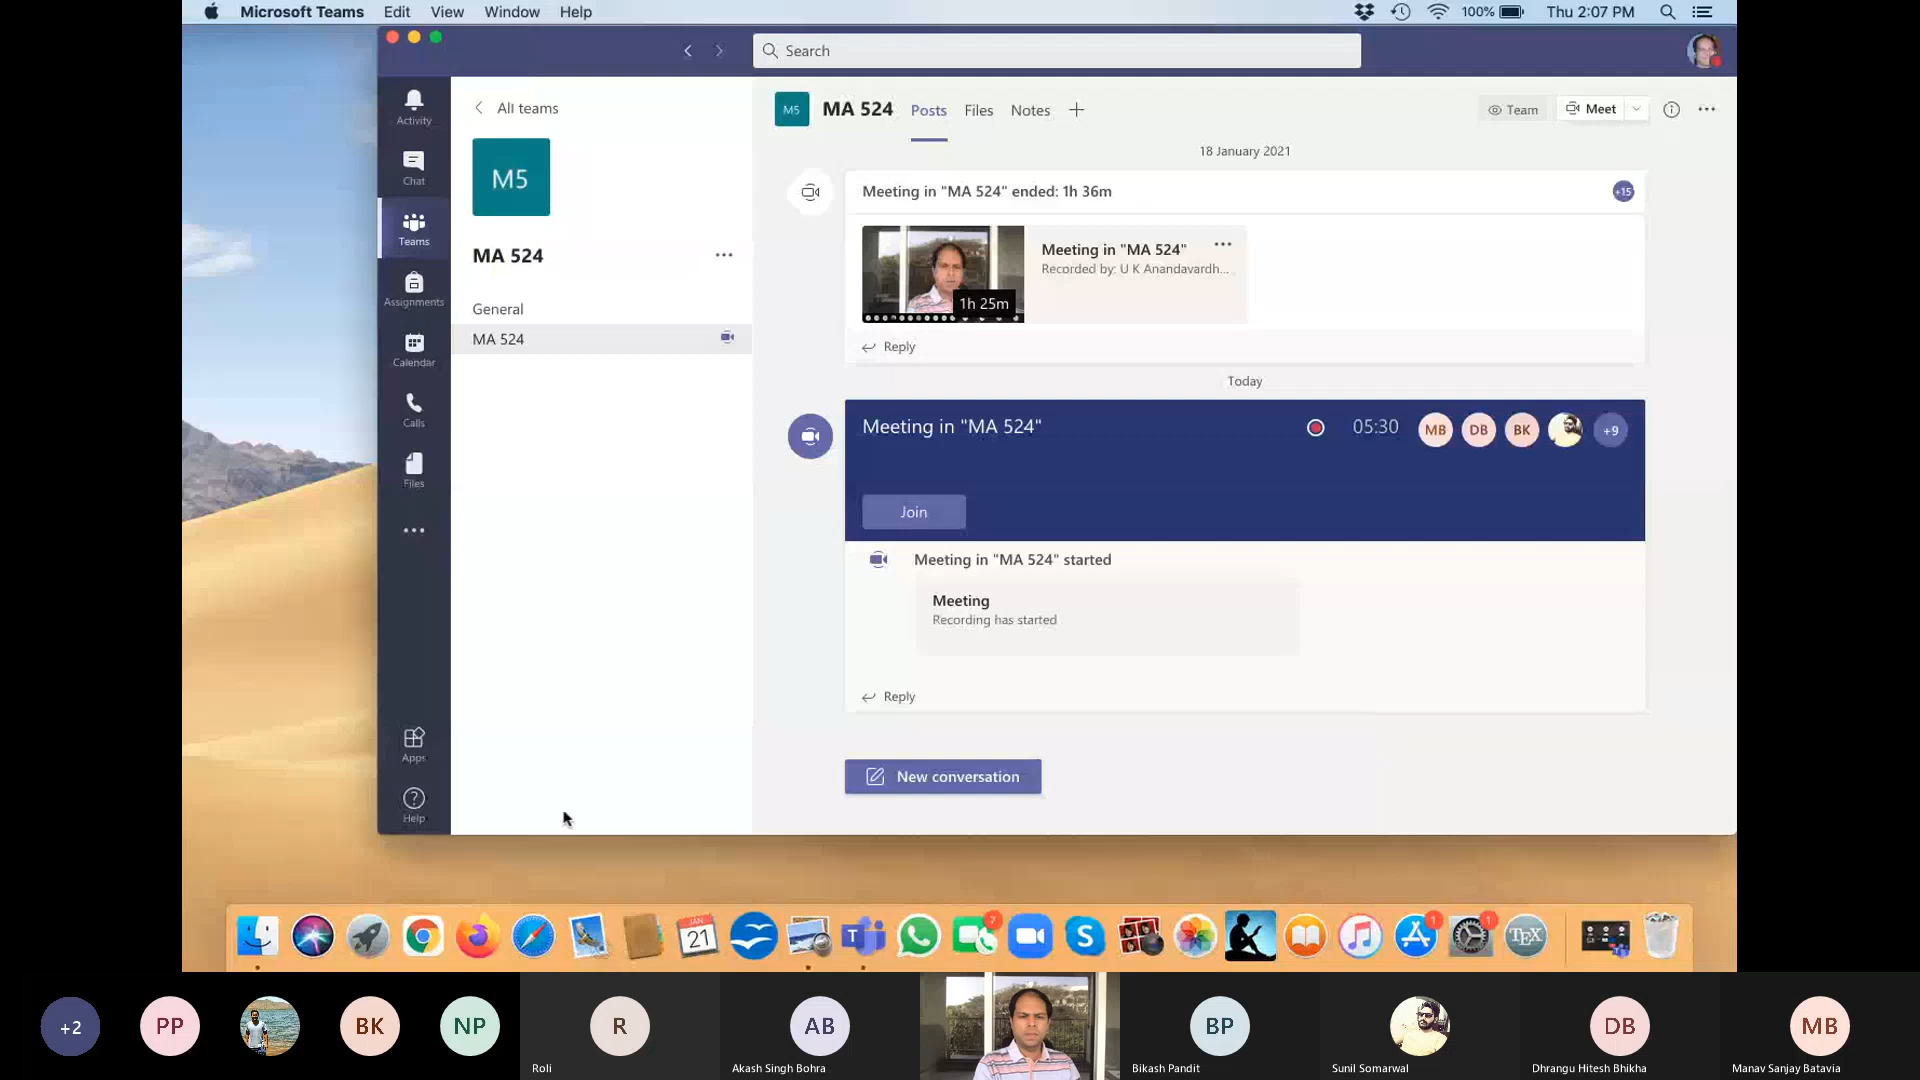 Microsoft Teams Edit View Window Help 100% Thu 2:07 PM
Search
Activity
Chat
Teams
Assignments
Calendar
Calls
Files
Apps
Help
All teams
M5
MA 524
General
MA 524
M5 MA 524 Posts Files Notes Team Meet
18 January 2021
Meeting in "MA 524" ended: 1h 36m +15
Meeting in "MA 524"
Recorded by: U K Anandavardh...
1h 25m
Reply
Today
Meeting in "MA 524" 05:30 MB DB BK +9
Join
Meeting in "MA 524" started
Meeting
Recording has started
Reply
New conversation
JAN
21
T
7
S
1
1
TEX
+2 PP BK NP R AB BP DB MB
Roli Akash Singh Bohra Bikash Pandit Sunil Somarwal Dhrangu Hitesh Bhikha Manav Sanjay Batavia